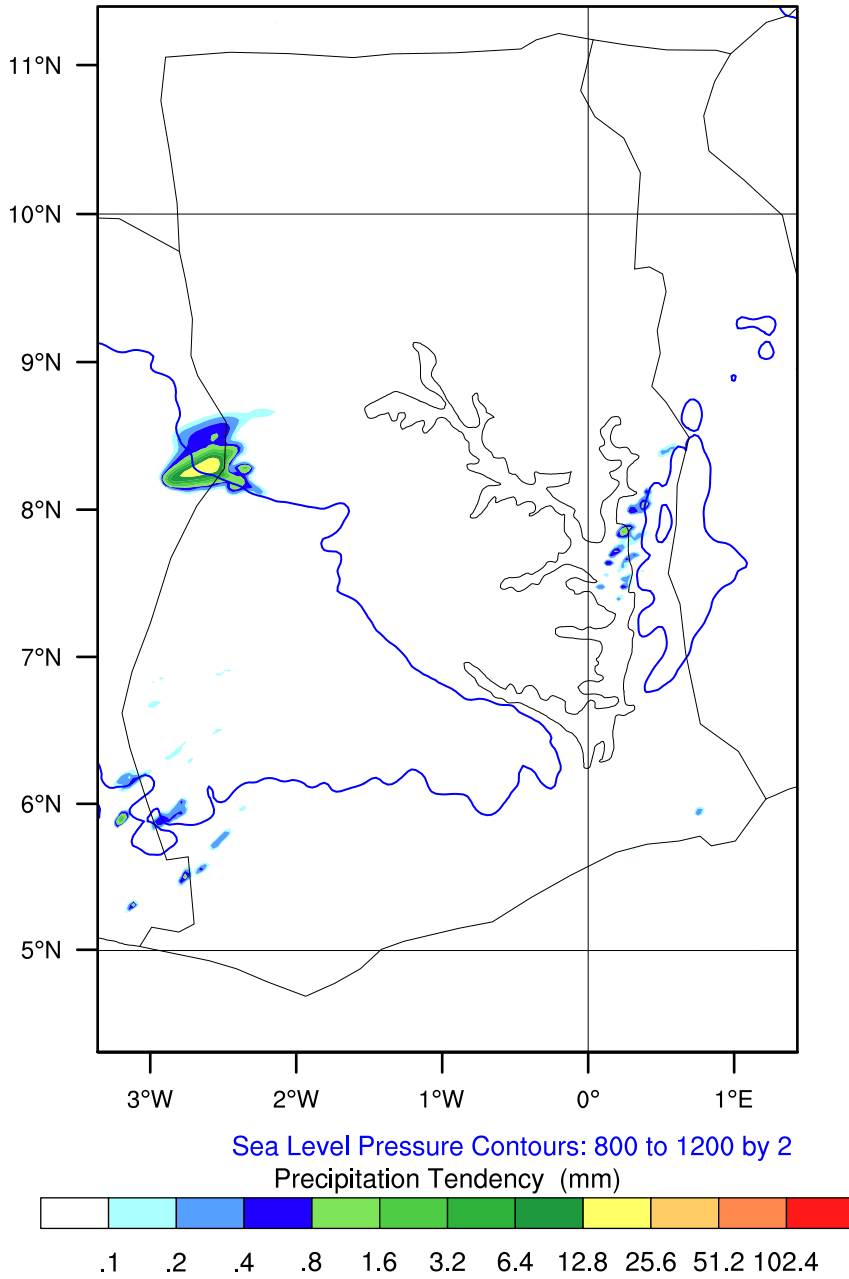 11°N
10°N
9°N
8°N
7°N
6°N
5°N
3°W 2°W 1°W 0° 1°E
Sea Level Pressure Contours: 800 to 1200 by 2
Precipitation Tendency (mm)
.1 .2 .4 .8 1.6 3.2 6.4 12.8 25.6 51.2 102.4